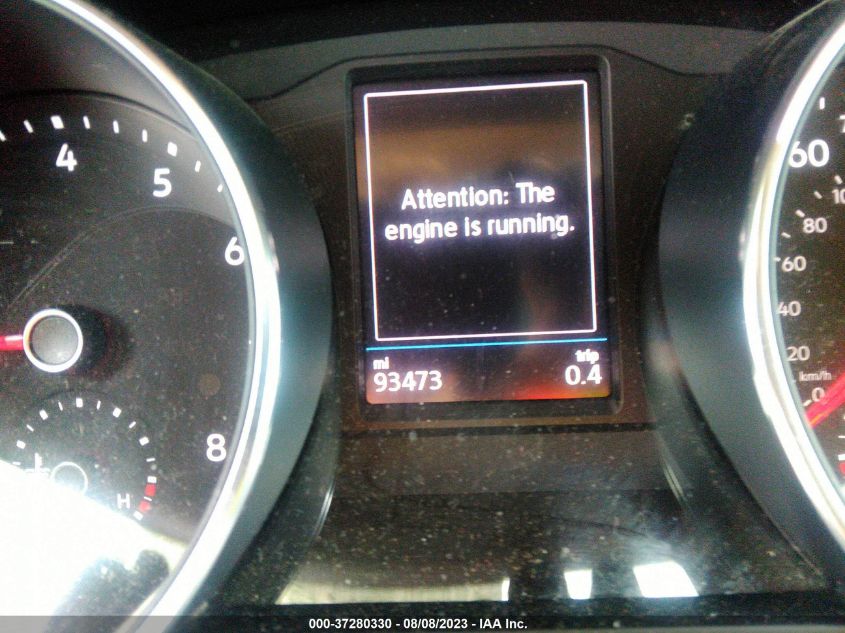 4
5
6
8
H
Attention: The
engine is running.
mi
93473
trip
0.4
60
80
60
40
20
km/h
0
000-37280330 - 08/08/2023 - IAA Inc.